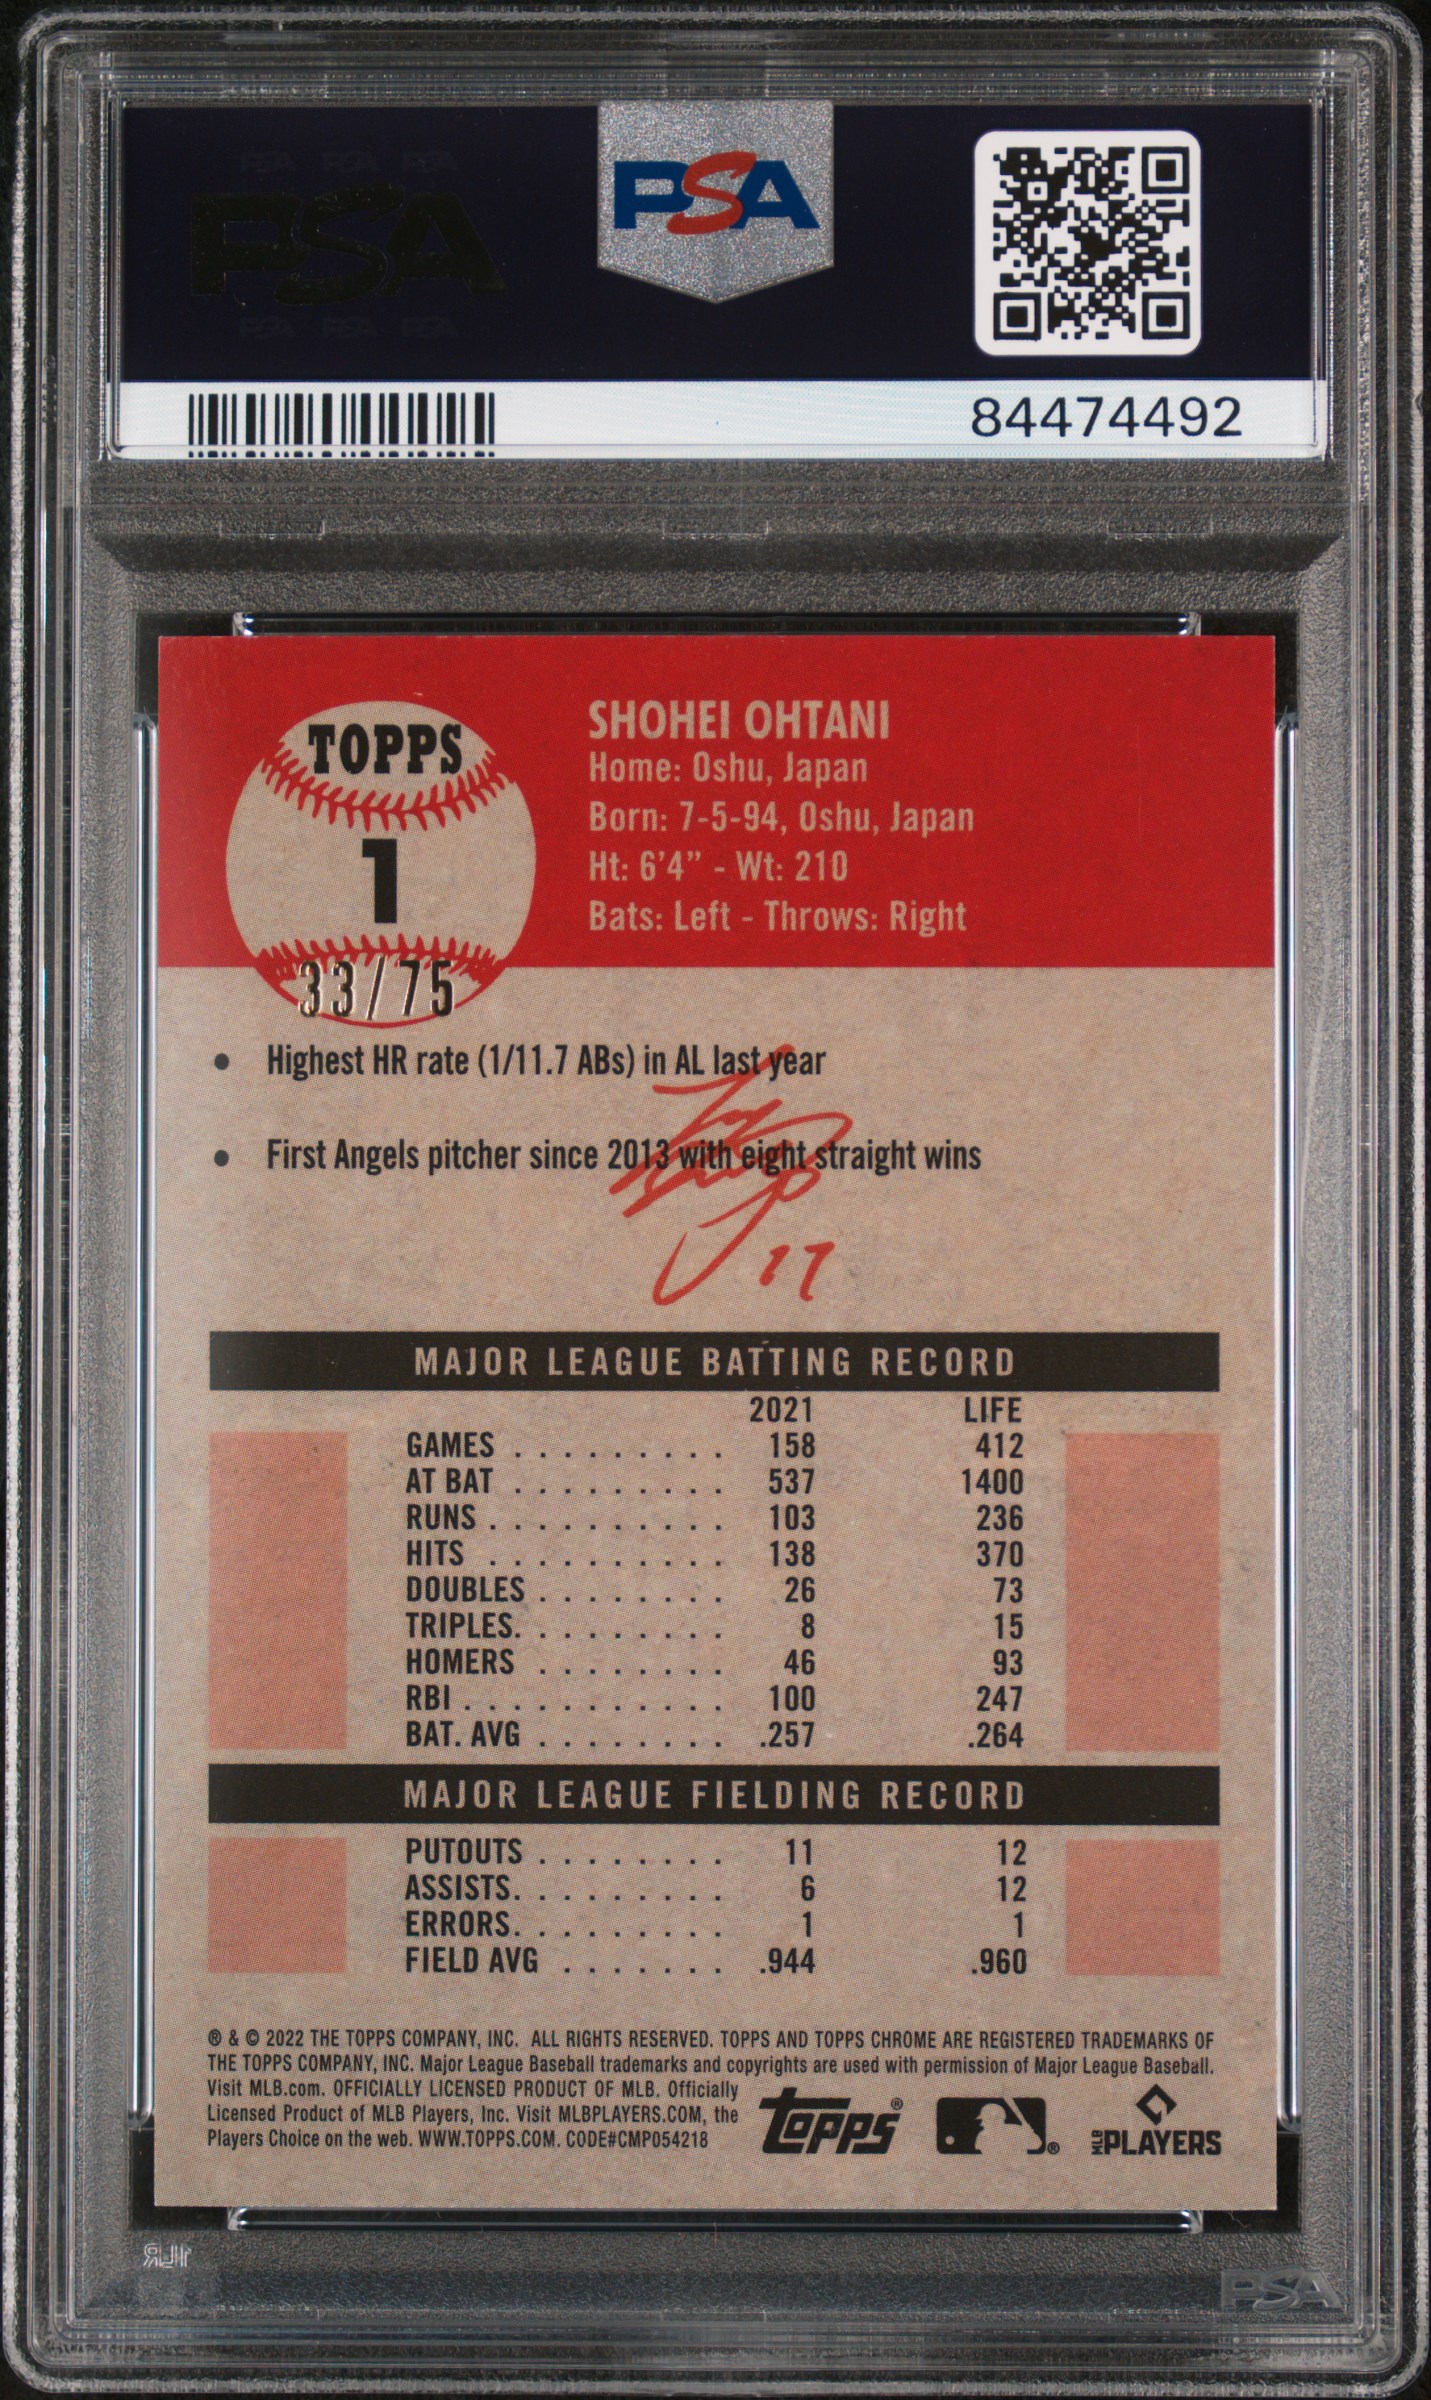 PSA PSA PSA
PSA
PSA PSA PSA
PSA
84474492
TOPPS
1
33/75
SHOHEI OHTANI
Home: Oshu, Japan
Born: 7-5-94, Oshu, Japan
Ht: 6'4" - Wt: 210
Bats: Left - Throws: Right
• Highest HR rate (1/11.7 ABs) in AL last year
• First Angels pitcher since 2013 with eight straight wins
17
MAJOR LEAGUE BATTING RECORD
2021 LIFE
GAMES . . . . . . . . . 158 412
AT BAT . . . . . . . . . 537 1400
RUNS . . . . . . . . . . 103 236
HITS . . . . . . . . . . 138 370
DOUBLES . . . . . . . . 26 73
TRIPLES. . . . . . . . . 8 15
HOMERS . . . . . . . . 46 93
RBI . . . . . . . . . . . 100 247
BAT. AVG . . . . . . . . .257 .264
MAJOR LEAGUE FIELDING RECORD
PUTOUTS . . . . . . . . 11 12
ASSISTS. . . . . . . . . 6 12
ERRORS. . . . . . . . . 1 1
FIELD AVG . . . . . . . .944 .960
® & © 2022 THE TOPPS COMPANY, INC. ALL RIGHTS RESERVED. TOPPS AND TOPPS CHROME ARE REGISTERED TRADEMARKS OF
THE TOPPS COMPANY, INC. Major League Baseball trademarks and copyrights are used with permission of Major League Baseball.
Visit MLB.com. OFFICIALLY LICENSED PRODUCT OF MLB. Officially
Licensed Product of MLB Players, Inc. Visit MLBPLAYERS.COM, the
Players Choice on the web. WWW.TOPPS.COM. CODE#CMP054218
topps®
®
MLB PLAYERS
PSA